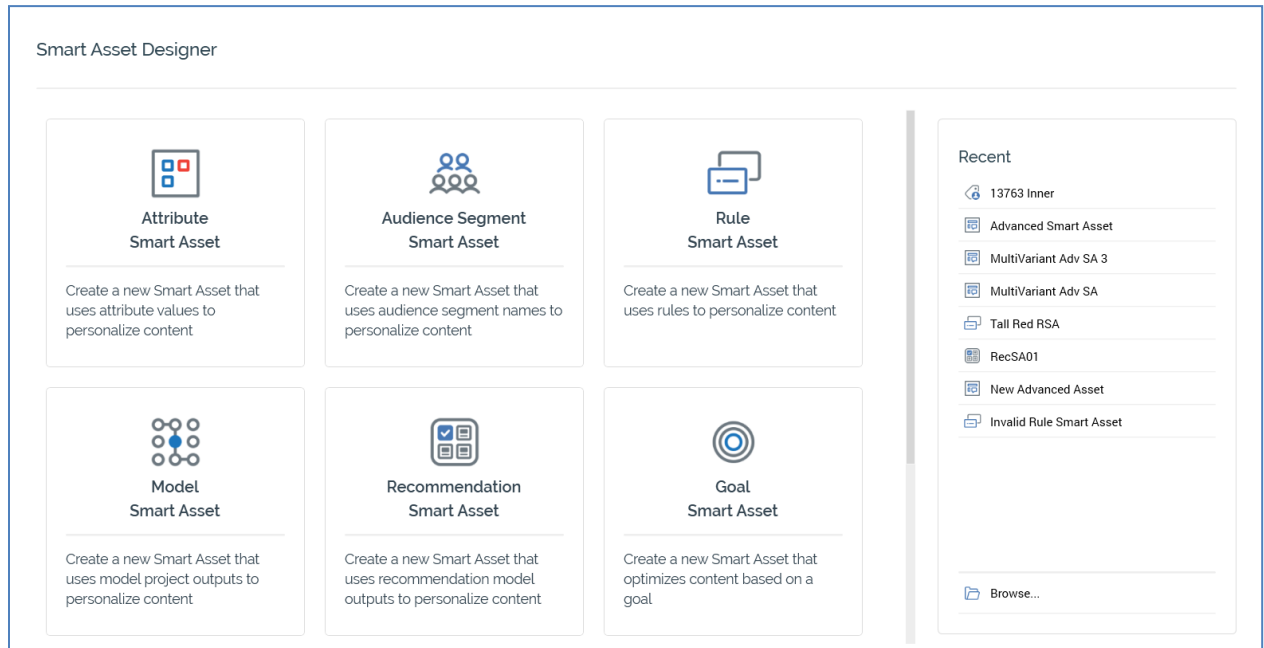 Smart Asset Designer
Attribute
Smart Asset
Create a new Smart Asset that
uses attribute values to
personalize content
Audience Segment
Smart Asset
Create a new Smart Asset that
uses audience segment names to
personalize content
Rule
Smart Asset
Create a new Smart Asset that
uses rules to personalize content
Model
Smart Asset
Create a new Smart Asset that
uses model project outputs to
personalize content
Recommendation
Smart Asset
Create a new Smart Asset that
uses recommendation model
outputs to personalize content
Goal
Smart Asset
Create a new Smart Asset that
optimizes content based on a
goal
Recent
13763 Inner
Advanced Smart Asset
MultiVariant Adv SA 3
MultiVariant Adv SA
Tall Red RSA
RecSA01
New Advanced Asset
Invalid Rule Smart Asset
Browse...